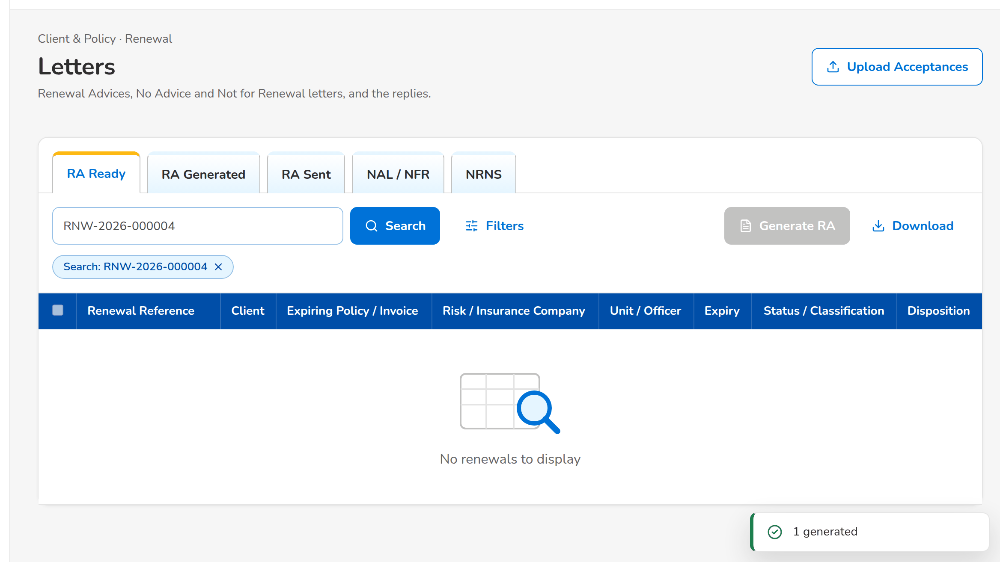 Client & Policy · Renewal
Letters
Upload Acceptances
Renewal Advices, No Advice and Not for Renewal letters, and the replies.
RA Ready
RA Generated
RA Sent
NAL / NFR
NRNS
RNW-2026-000004
Search
Filters
Generate RA
Download
Search: RNW-2026-000004
Renewal Reference
Client
Expiring Policy / Invoice
Risk / Insurance Company
Unit / Officer
Expiry
Status / Classification
Disposition
No renewals to display
1 generated